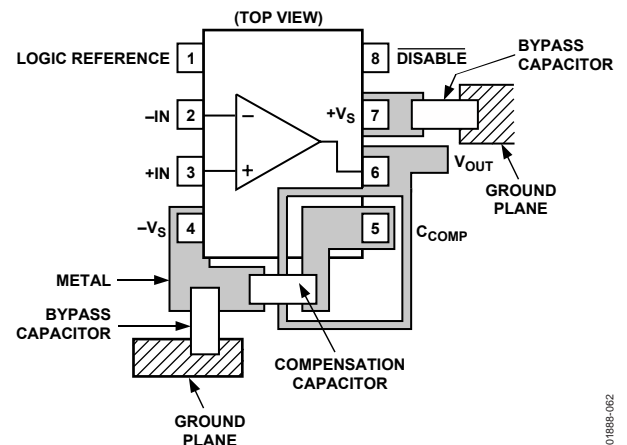 (TOP VIEW)
LOGIC REFERENCE 1
8 DISABLE
BYPASS
CAPACITOR
–IN 2
–
+VS 7
+IN 3
+
6
VOUT
GROUND
PLANE
–VS 4
5
CCOMP
METAL
BYPASS
CAPACITOR
COMPENSATION
CAPACITOR
GROUND
PLANE
01888-062